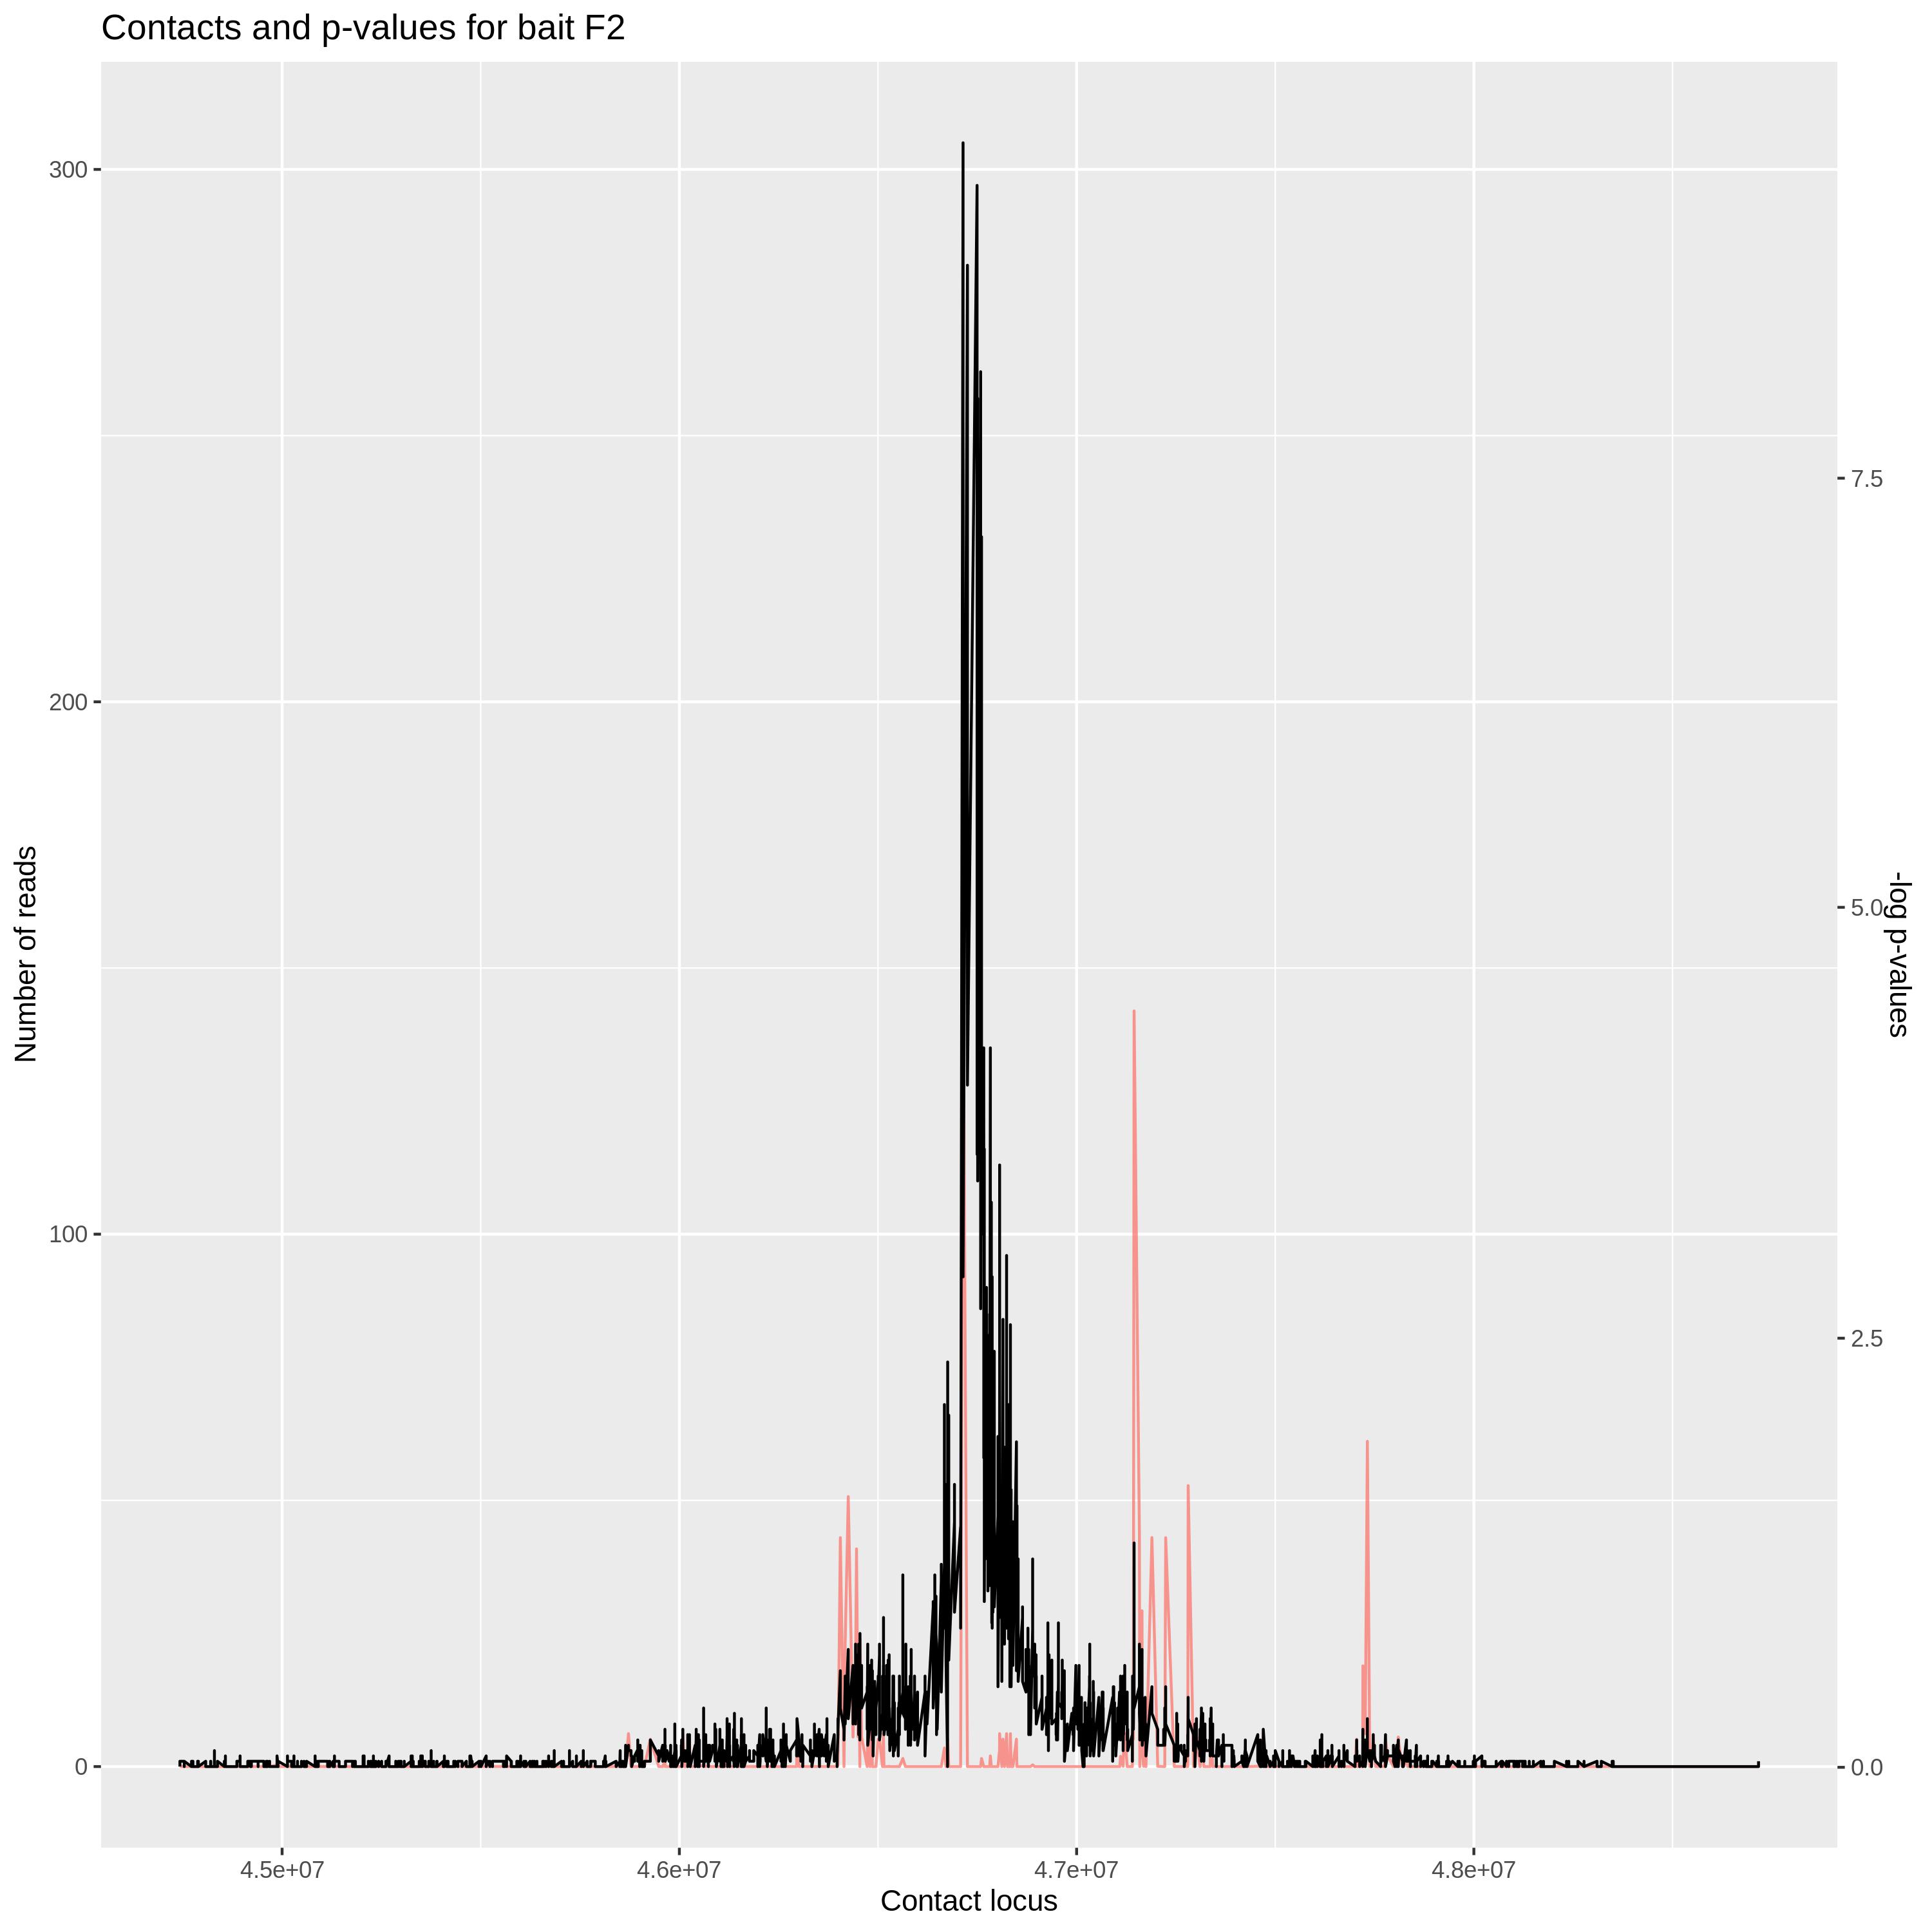 Contacts and p-values for bait F2
Number of reads
300
200
100
0
7.5
5.0
2.5
0.0
-log p-values
4.5e+07
4.6e+07
4.7e+07
4.8e+07
Contact locus